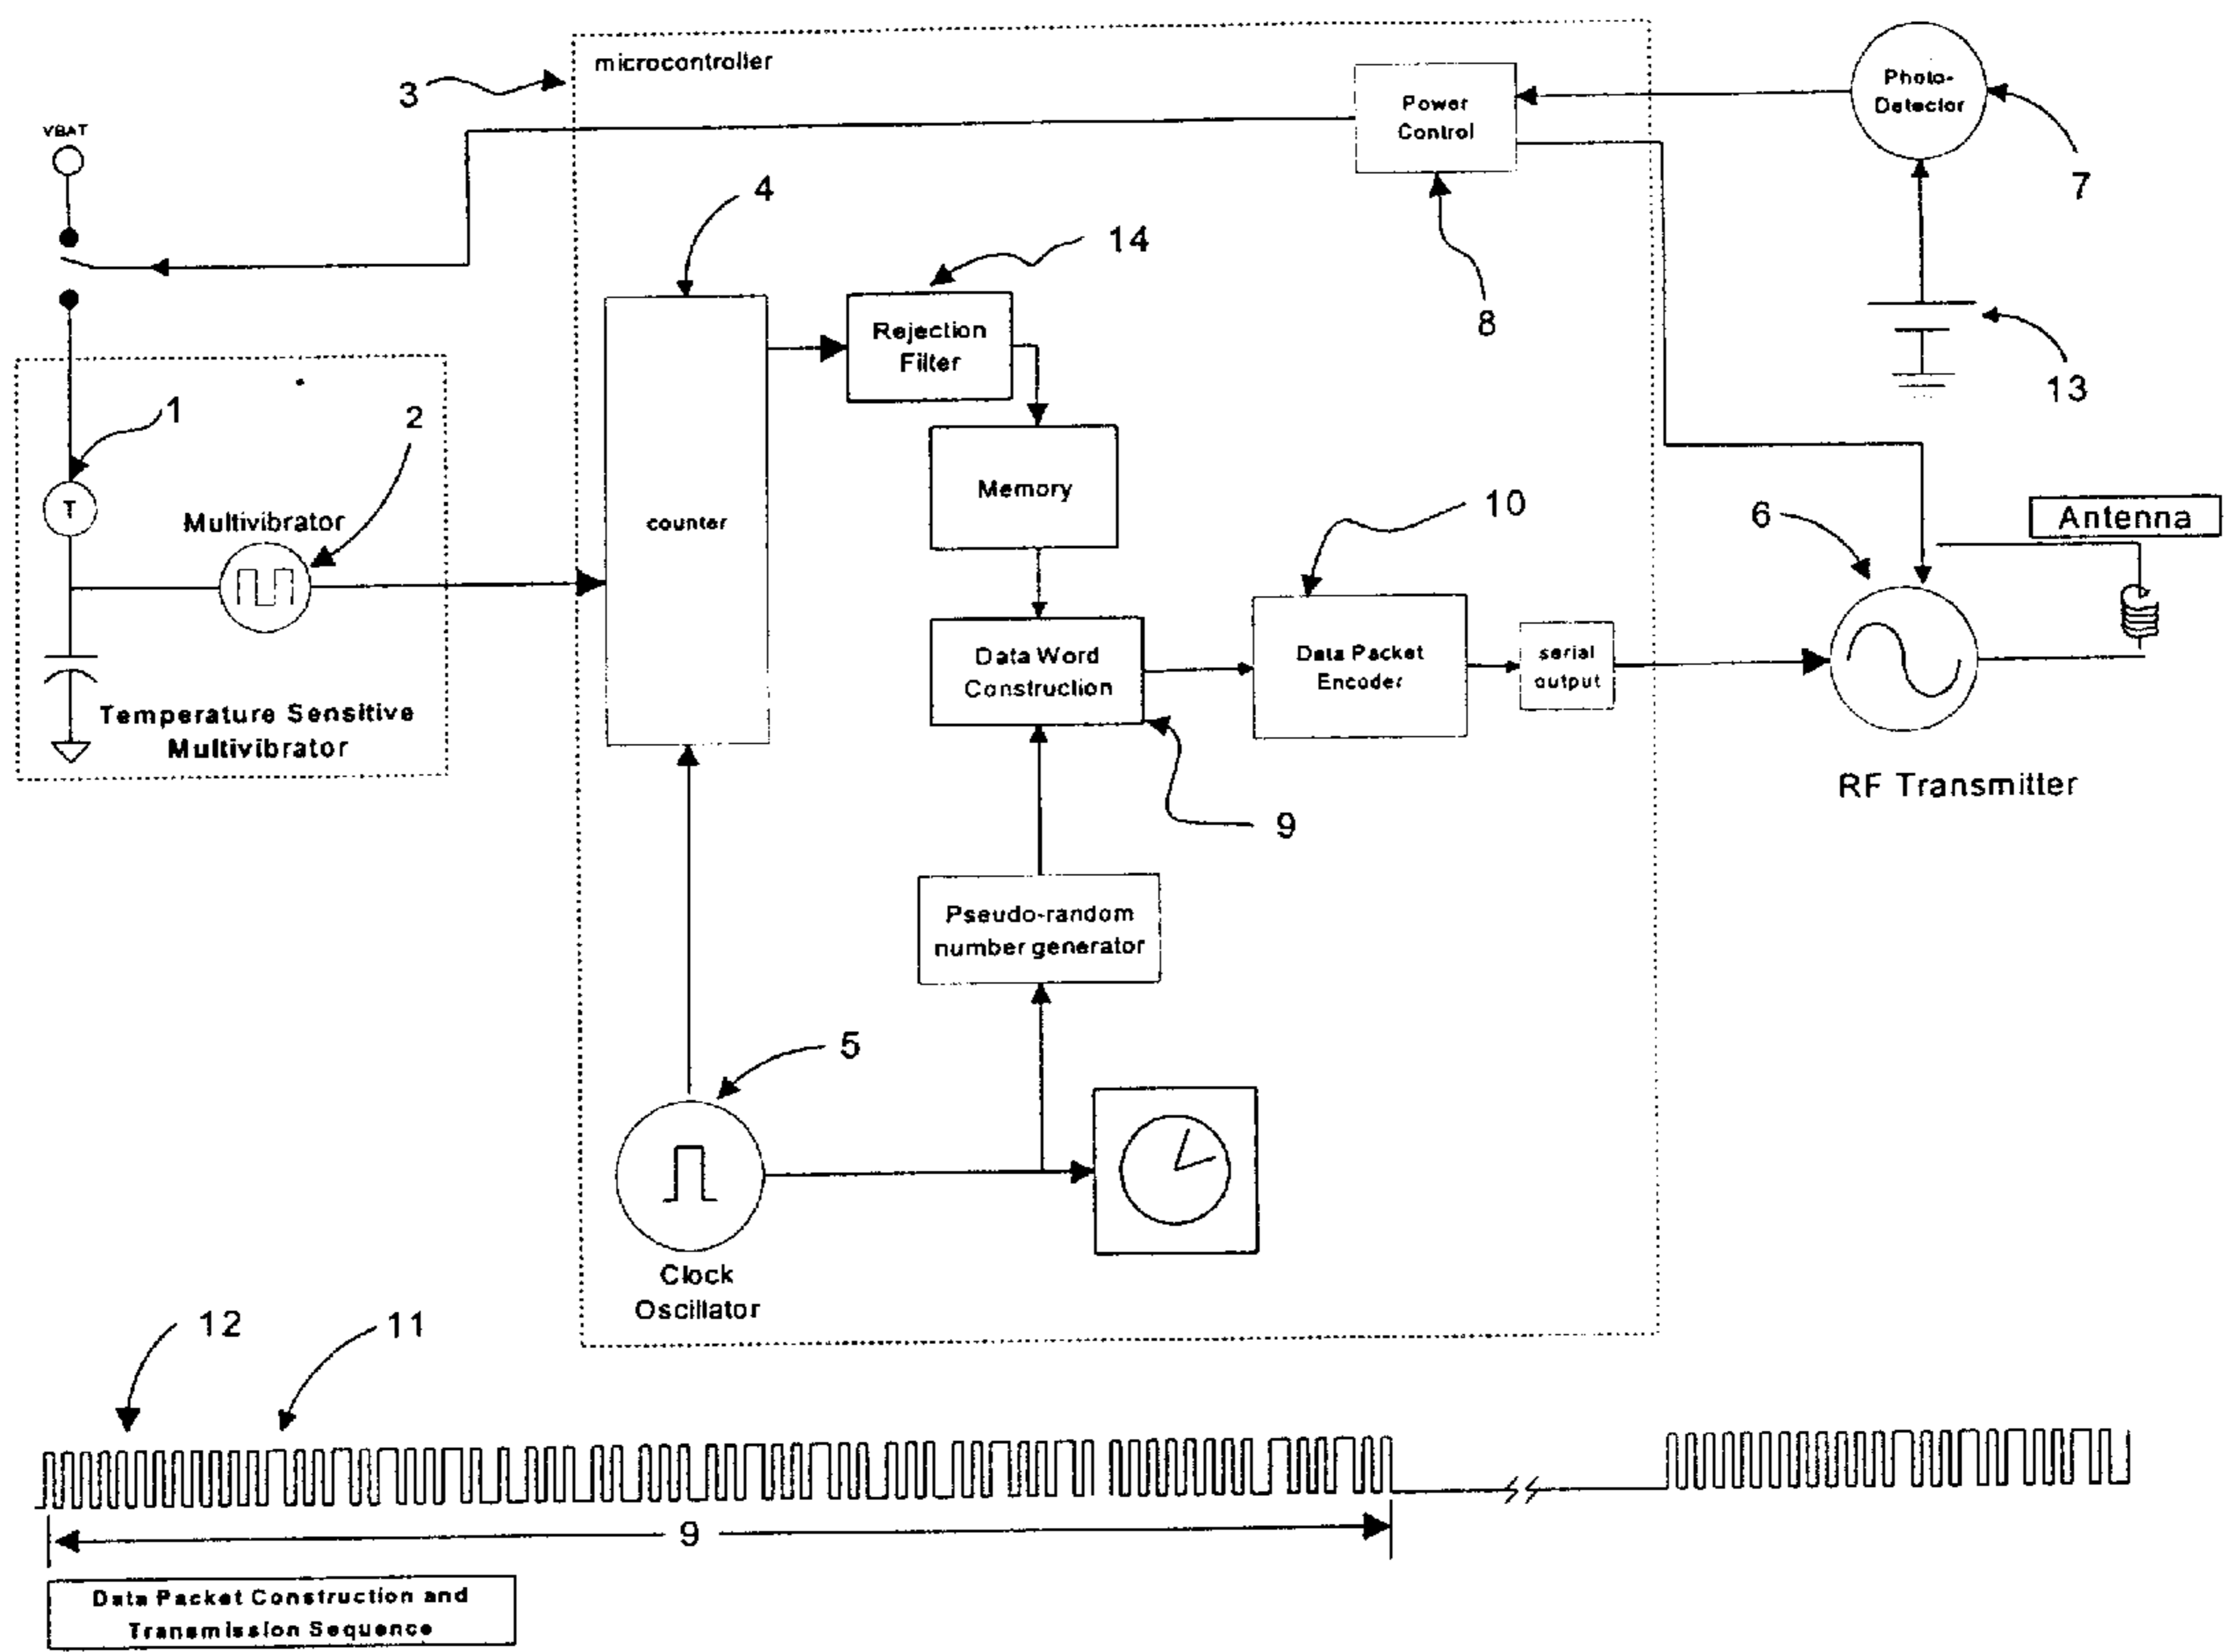 microcontroller
3
VBAT
Power
Control
Photo-
Detector
7
4
14
8
Rejection
Filter
13
1
2
T
Multivibrator
counter
Memory
10
6
Antenna
Data Word
Construction
Data Packet
Encoder
serial
output
Temperature Sensitive
Multivibrator
RF Transmitter
9
Pseudo-random
number generator
5
Clock
Oscillator
12
11
9
Data Packet Construction and
Transmission Sequence